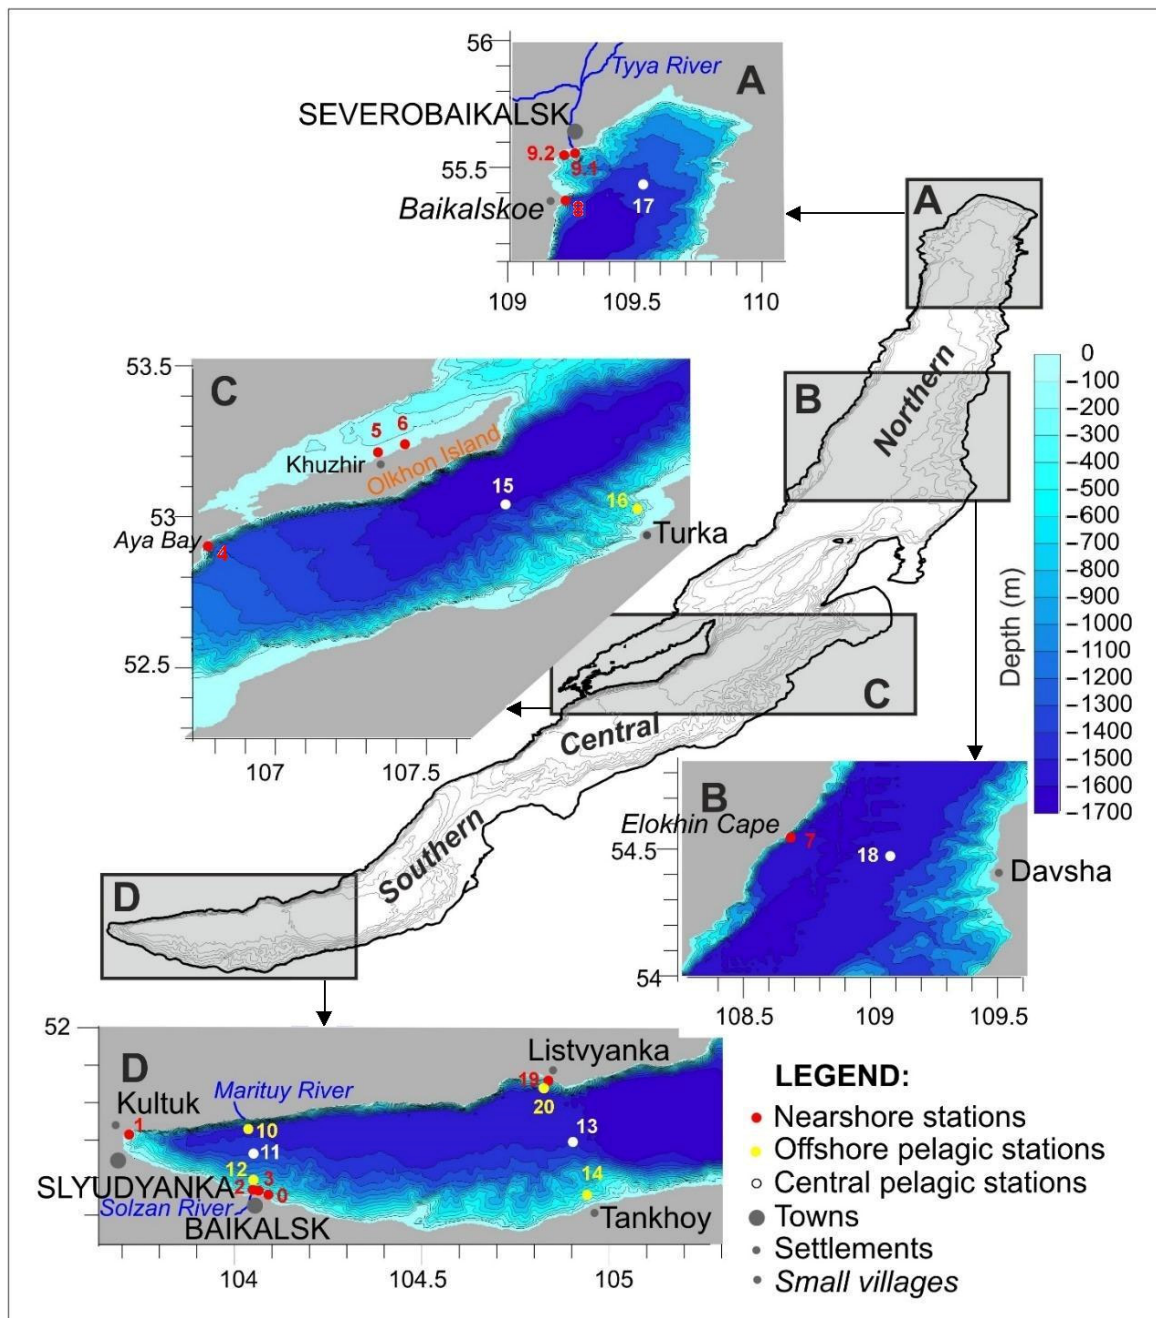 56
Tyya River
A
SEVEROBAIKALSK
9.2
9.1
55.5
Baikalskoe
8
17
109
109.5
110
A
53.5
C
5
6
Khuzhir
Olkhon Island
15
16
53
Aya Bay
4
Turka
52.5
107
107.5
B
Northern
C
Central
Southern
D
0
−100
−200
−300
−400
−500
−600
−700
−800
−900
−1000
−1100
−1200
−1300
−1400
−1500
−1600
−1700
Depth (m)
B
Elokhin Cape
7
18
54.5
Davsha
54
108.5
109
109.5
52
D
Listvyanka
19
Marituy River
20
Kultuk
1
10
13
11
12
3
14
SLYUDYANKA
2
0
Solzan River
BAIKALSK
Tankhoy
104
104.5
105
LEGEND:
Nearshore stations
Offshore pelagic stations
Central pelagic stations
Towns
Settlements
Small villages